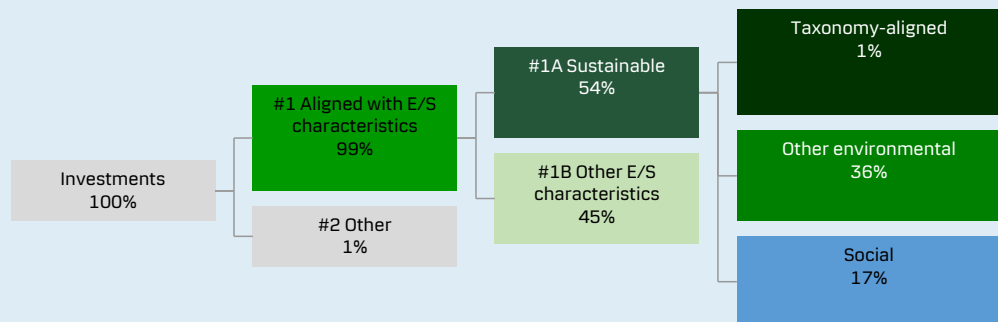 Investments
100%
#1 Aligned with E/S
characteristics
99%
#2 Other
1%
#1A Sustainable
54%
#1B Other E/S
characteristics
45%
Taxonomy-aligned
1%
Other environmental
36%
Social
17%